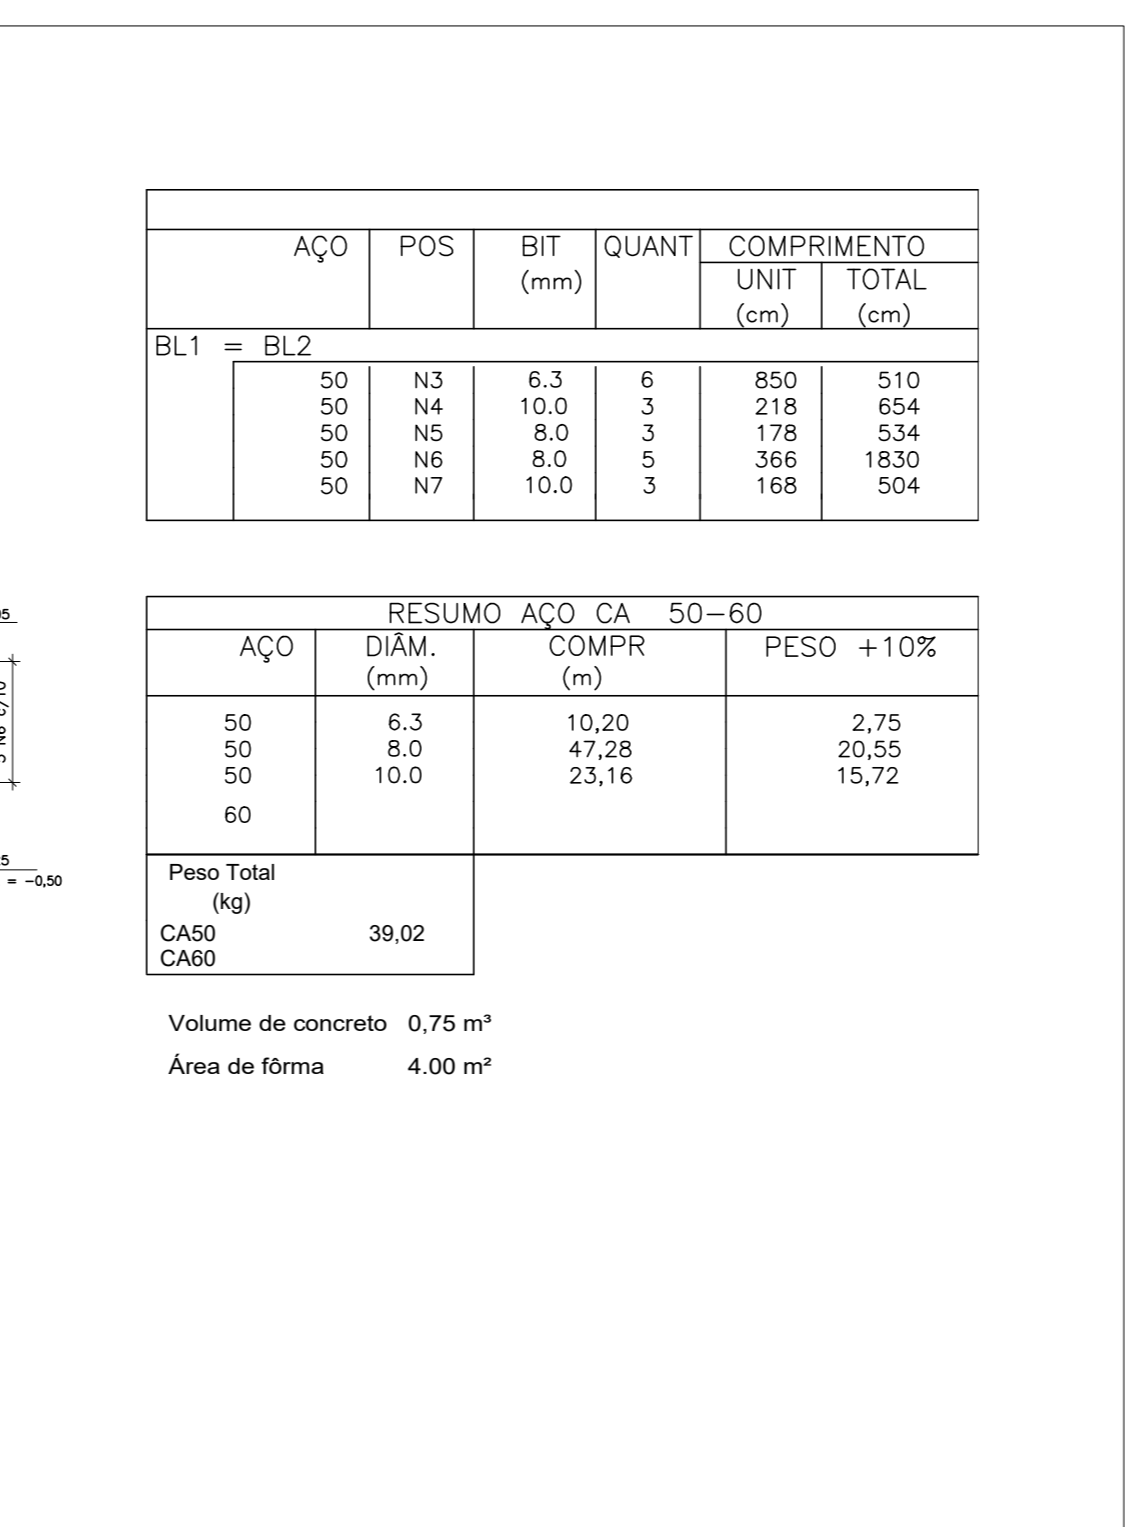 AÇO POS BIT QUANT COMPRIMENTO
(mm) UNIT TOTAL
(cm) (cm)
BL1 = BL2
50 N3 6.3 6 850 510
50 N4 10.0 3 218 654
50 N5 8.0 3 178 534
50 N6 8.0 5 366 1830
50 N7 10.0 3 168 504
RESUMO AÇO CA 50-60
AÇO DIÂM. COMPR PESO +10%
(mm) (m)
50 6.3 10,20 2,75
50 8.0 47,28 20,55
50 10.0 23,16 15,72
60
Peso Total
(kg)
CA50 39,02
CA60
Volume de concreto 0,75 m³
Área de fôrma 4.00 m²
= -0,50